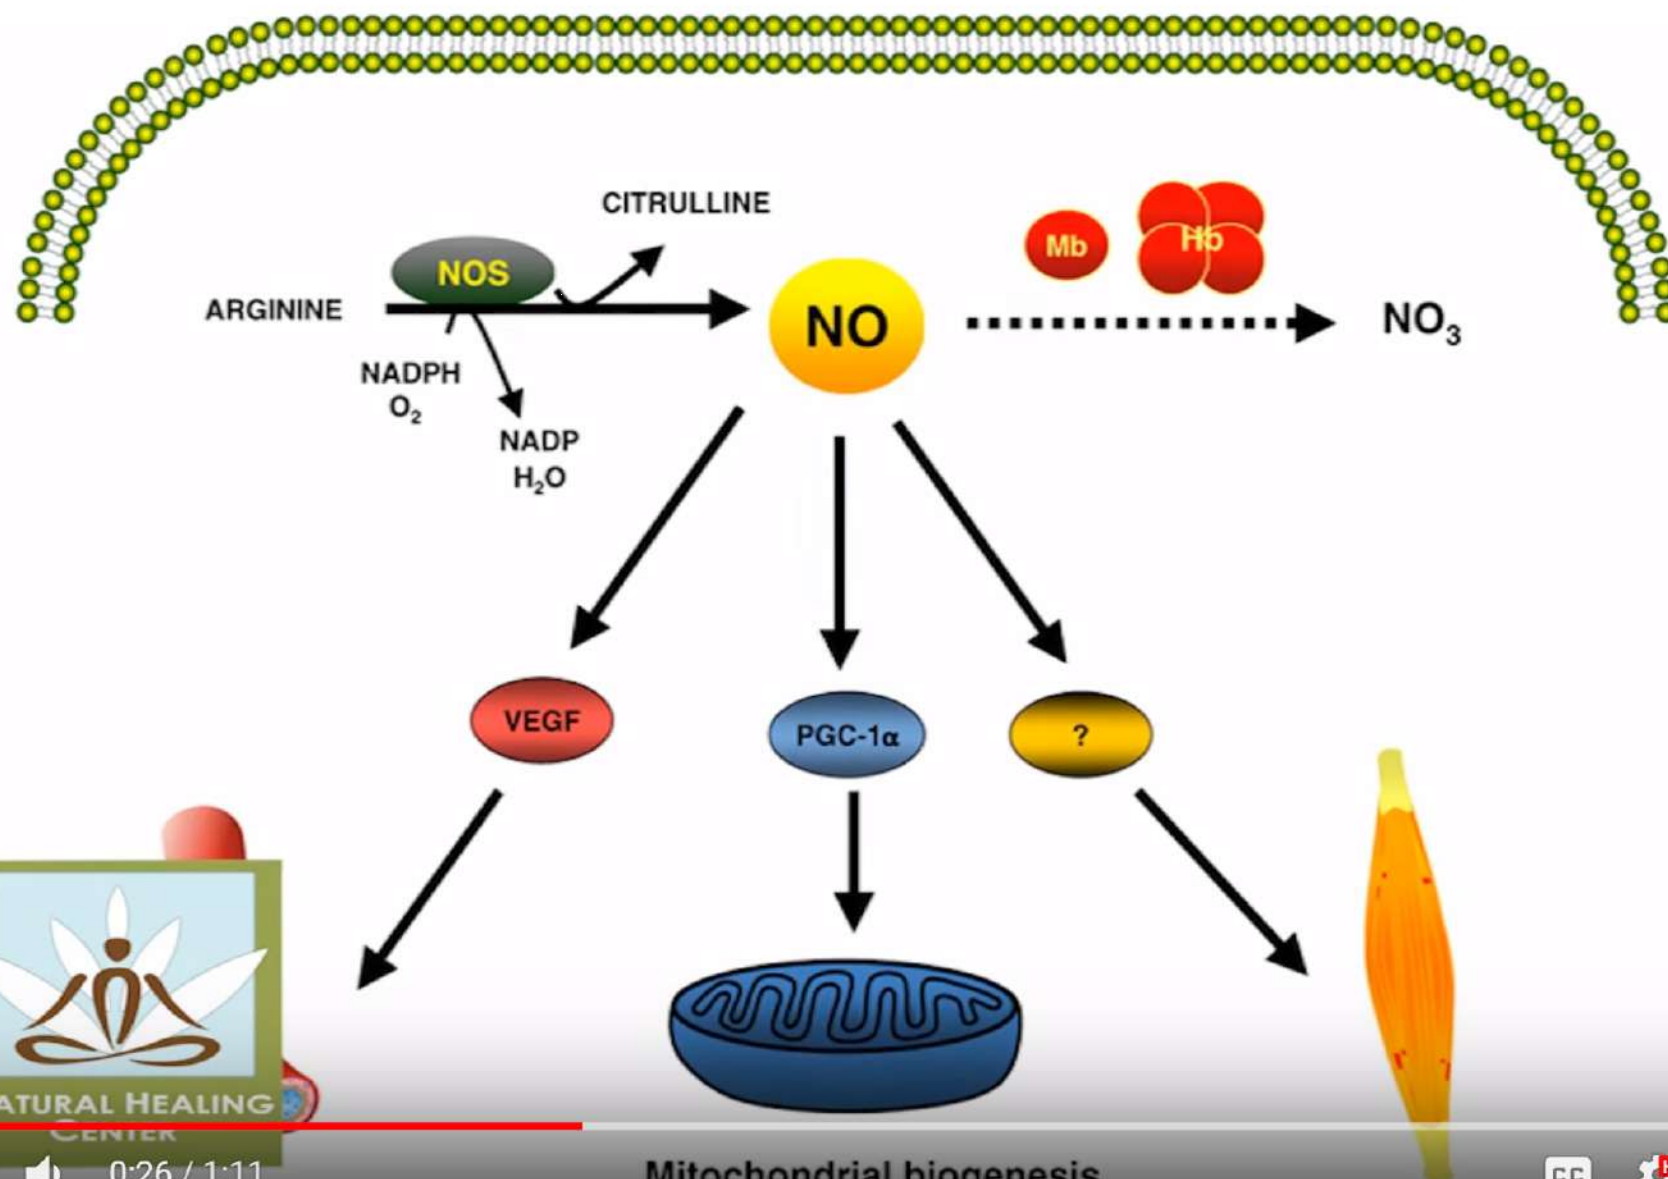 CITRULLINE
NOS
ARGININE
NADPH
O₂
NADP
H₂O
NO
Mb
Hb
NO₃
VEGF
PGC-1α
?
ATURAL HEALING
CENTER
0:26 / 1:11
CC
Mitochondrial biogenesis